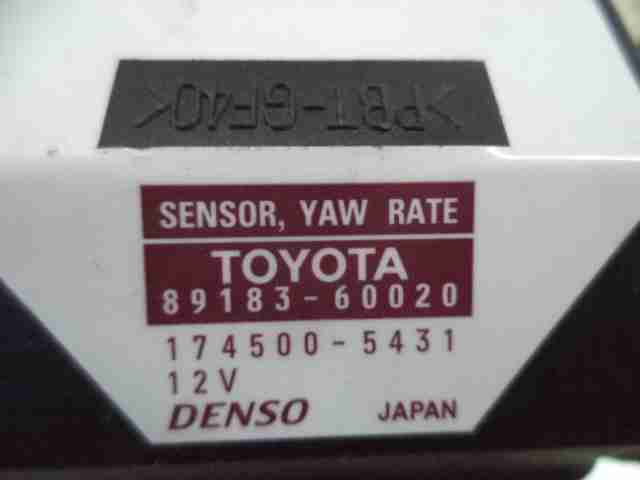 >PBT-GF40<
SENSOR, YAW RATE
TOYOTA
89183-60020
174500-5431
12V
DENSO JAPAN